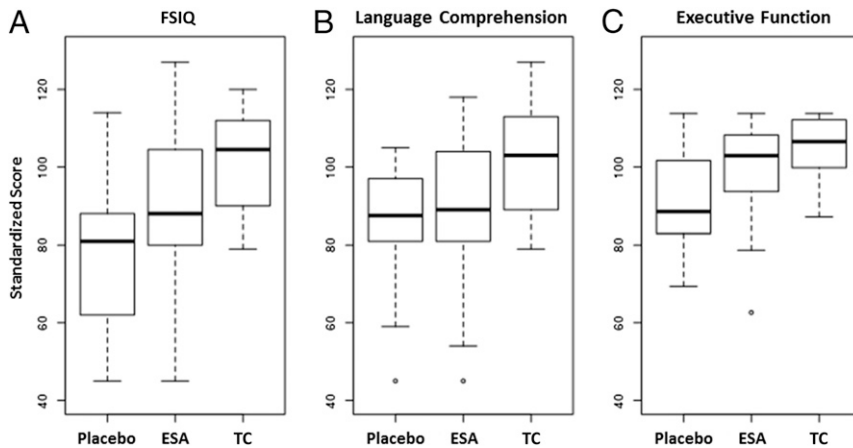 A FSIQ
B Language Comprehension
C Executive Function
Standardized Score
120
100
80
60
40
Placebo ESA TC
120
100
80
60
40
Placebo ESA TC
120
100
80
60
40
Placebo ESA TC